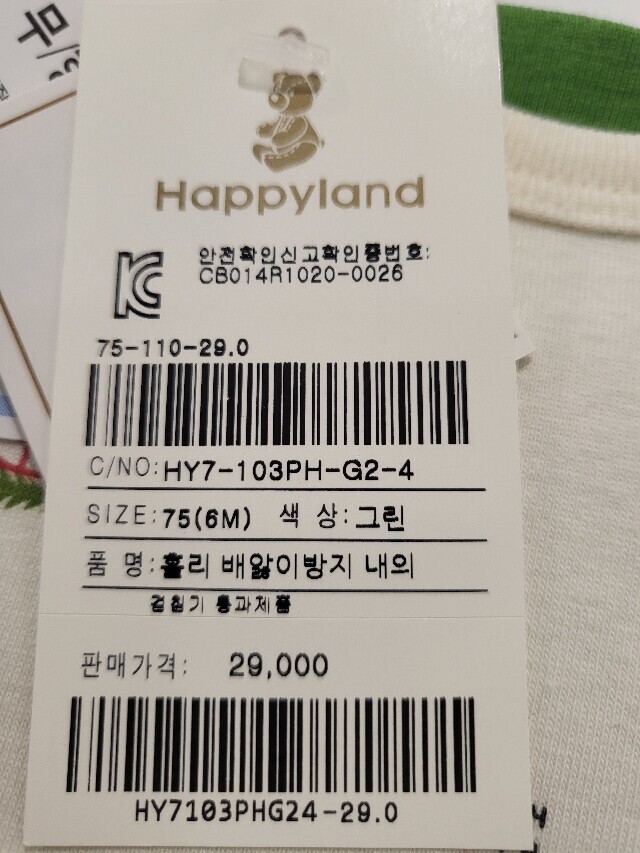 Happyland
안전확인신고확인증번호:
CB014R1020-0026
75-110-29.0
C/NO: HY7-103PH-G2-4
SIZE: 75(6M) 색 상: 그린
품 명: 홀리 배앓이방지 내의
검침기 통과제품
판매가격: 29,000
HY7103PHG24-29.0